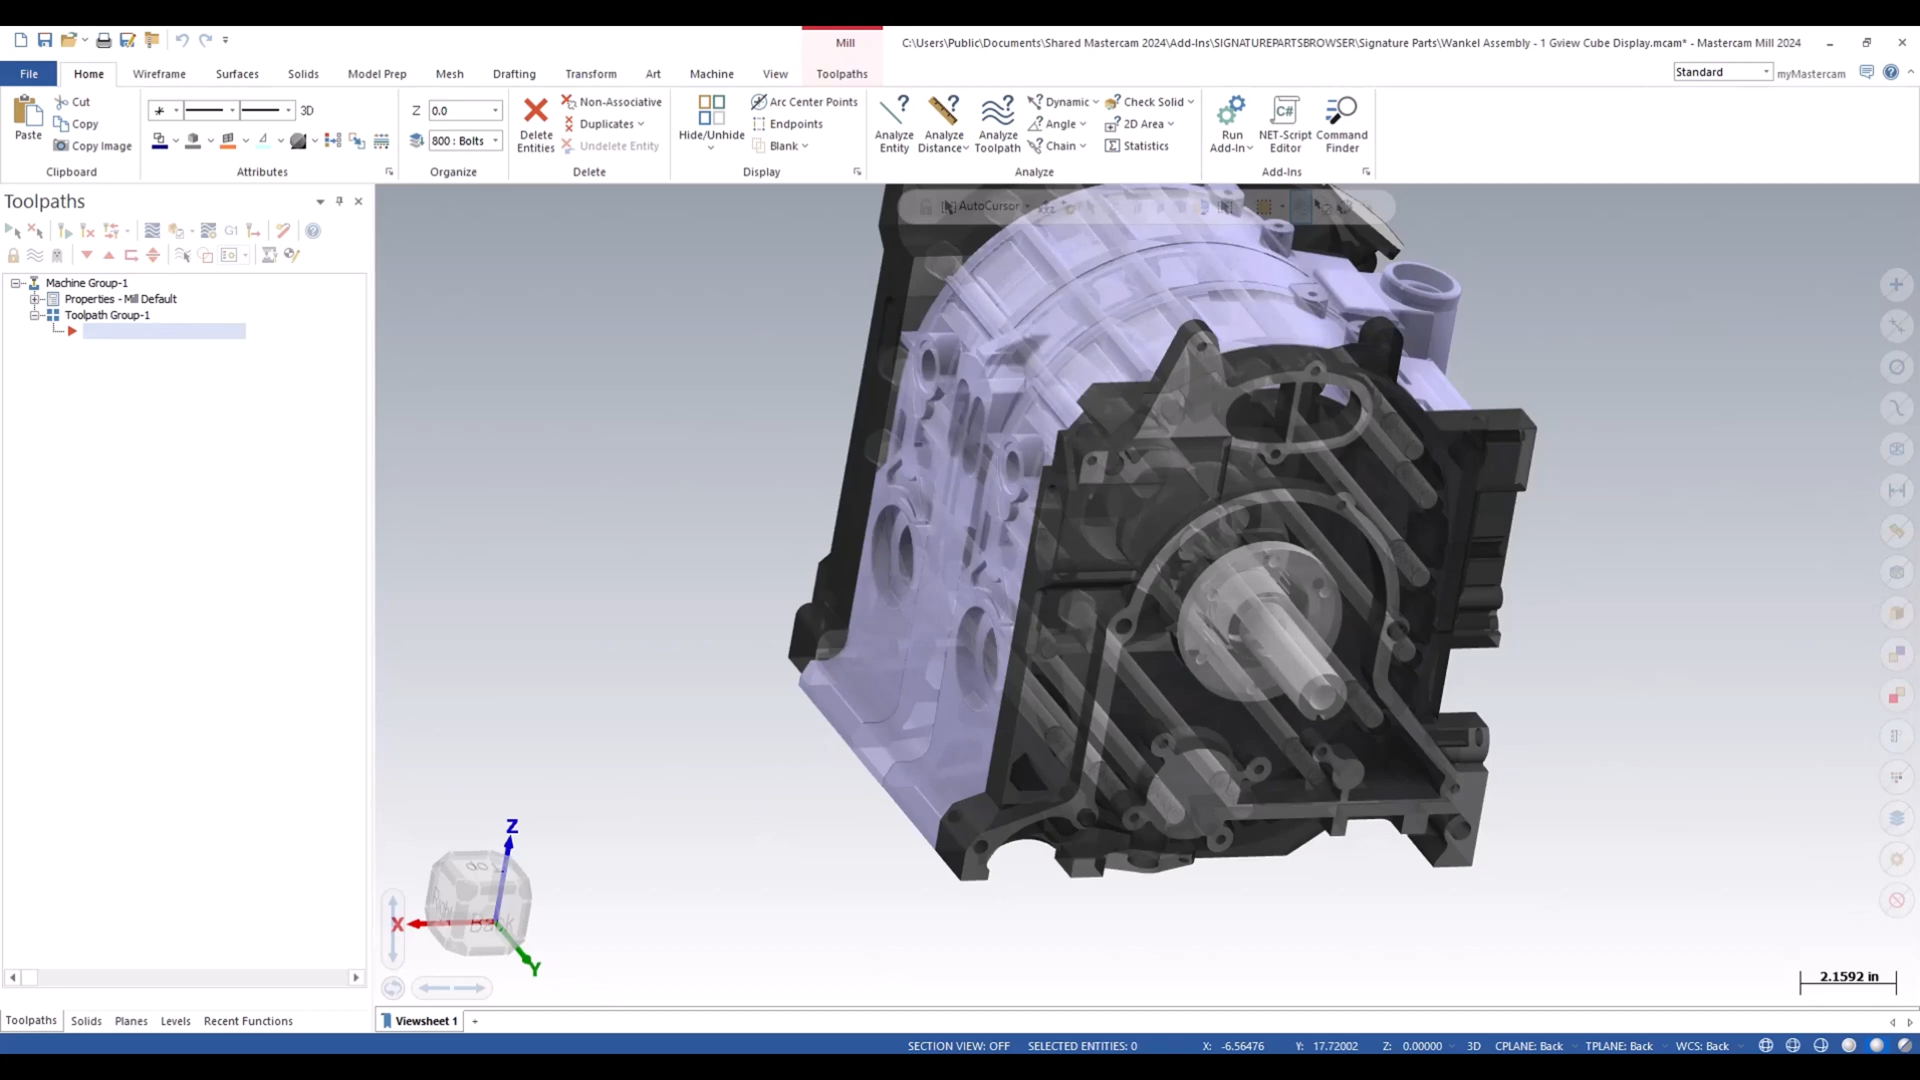 Mill
C:\Users\Public\Documents\Shared Mastercam 2024\Add-Ins\SIGNATUREPARTSBROWSER\Signature Parts\Wankel Assembly - 1 Gview Cube Display.mcam* - Mastercam Mill 2024
File
Home
Wireframe
Surfaces
Solids
Model Prep
Mesh
Drafting
Transform
Art
Machine
View
Toolpaths
Standard
myMastercam
Paste
Cut
Copy
Copy Image
Clipboard
3D
Attributes
Z 0.0
800 : Bolts
Organize
Delete Entities
Non-Associative
Duplicates
Undelete Entity
Delete
Hide/Unhide
Arc Center Points
Endpoints
Blank
Display
Analyze Entity
Analyze Distance
Analyze Toolpath
Dynamic
Angle
Chain
Check Solid
2D Area
Statistics
Analyze
Run Add-In
C#
NET-Script Editor
Command Finder
Add-Ins
Toolpaths
G1
Machine Group-1
Properties - Mill Default
Toolpath Group-1
AutoCursor
Z
Top
Right
Back
X
Y
2.1592 in
Toolpaths
Solids
Planes
Levels
Recent Functions
Viewsheet 1
+
SECTION VIEW: OFF
SELECTED ENTITIES: 0
X: -6.56476
Y: 17.72002
Z: 0.00000
3D
CPLANE: Back
TPLANE: Back
WCS: Back